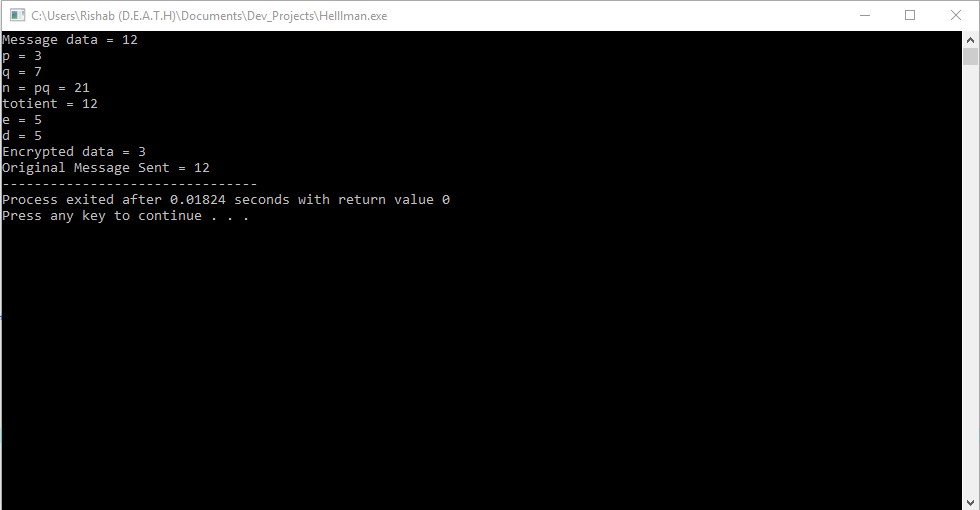 C:\Users\Rishab (D.E.A.T.H)\Documents\Dev_Projects\Helllman.exe
Message data = 12
p = 3
q = 7
n = pq = 21
totient = 12
e = 5
d = 5
Encrypted data = 3
Original Message Sent = 12
--------------------------------
Process exited after 0.01824 seconds with return value 0
Press any key to continue . . .